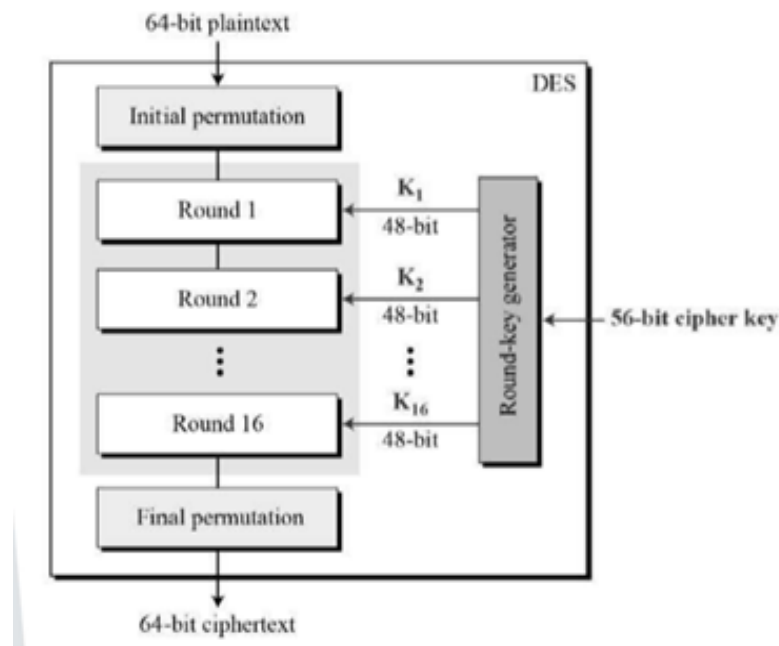 64-bit plaintext
DES
Initial permutation
Round 1
K1
48-bit
Round 2
K2
48-bit
Round-key generator
56-bit cipher key
Round 16
K16
48-bit
Final permutation
64-bit ciphertext